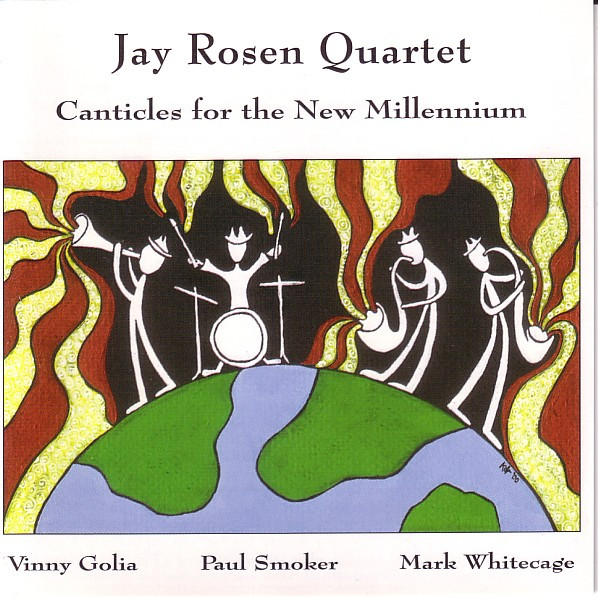 Jay Rosen Quartet
Canticles for the New Millennium
Vinny Golia Paul Smoker Mark Whitecage